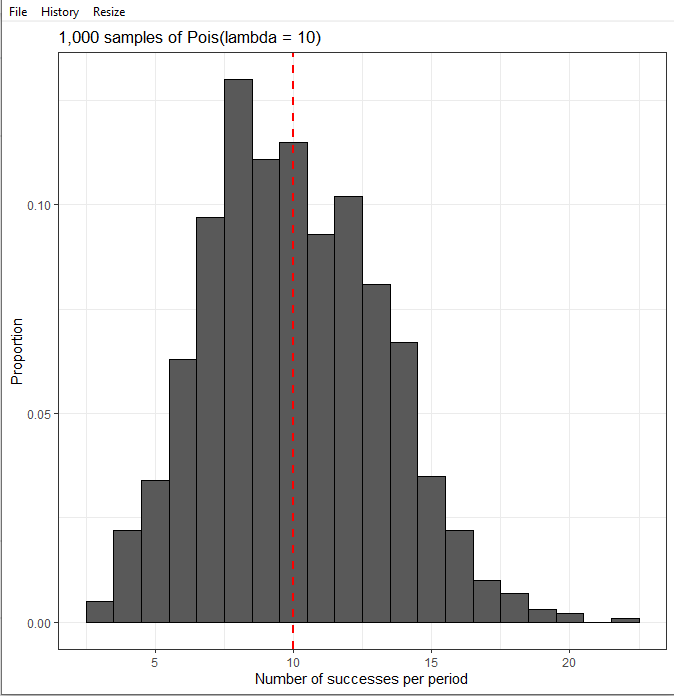 File History Resize
1,000 samples of Pois(lambda = 10)
Proportion
0.10
0.05
0.00
5 10 15 20
Number of successes per period